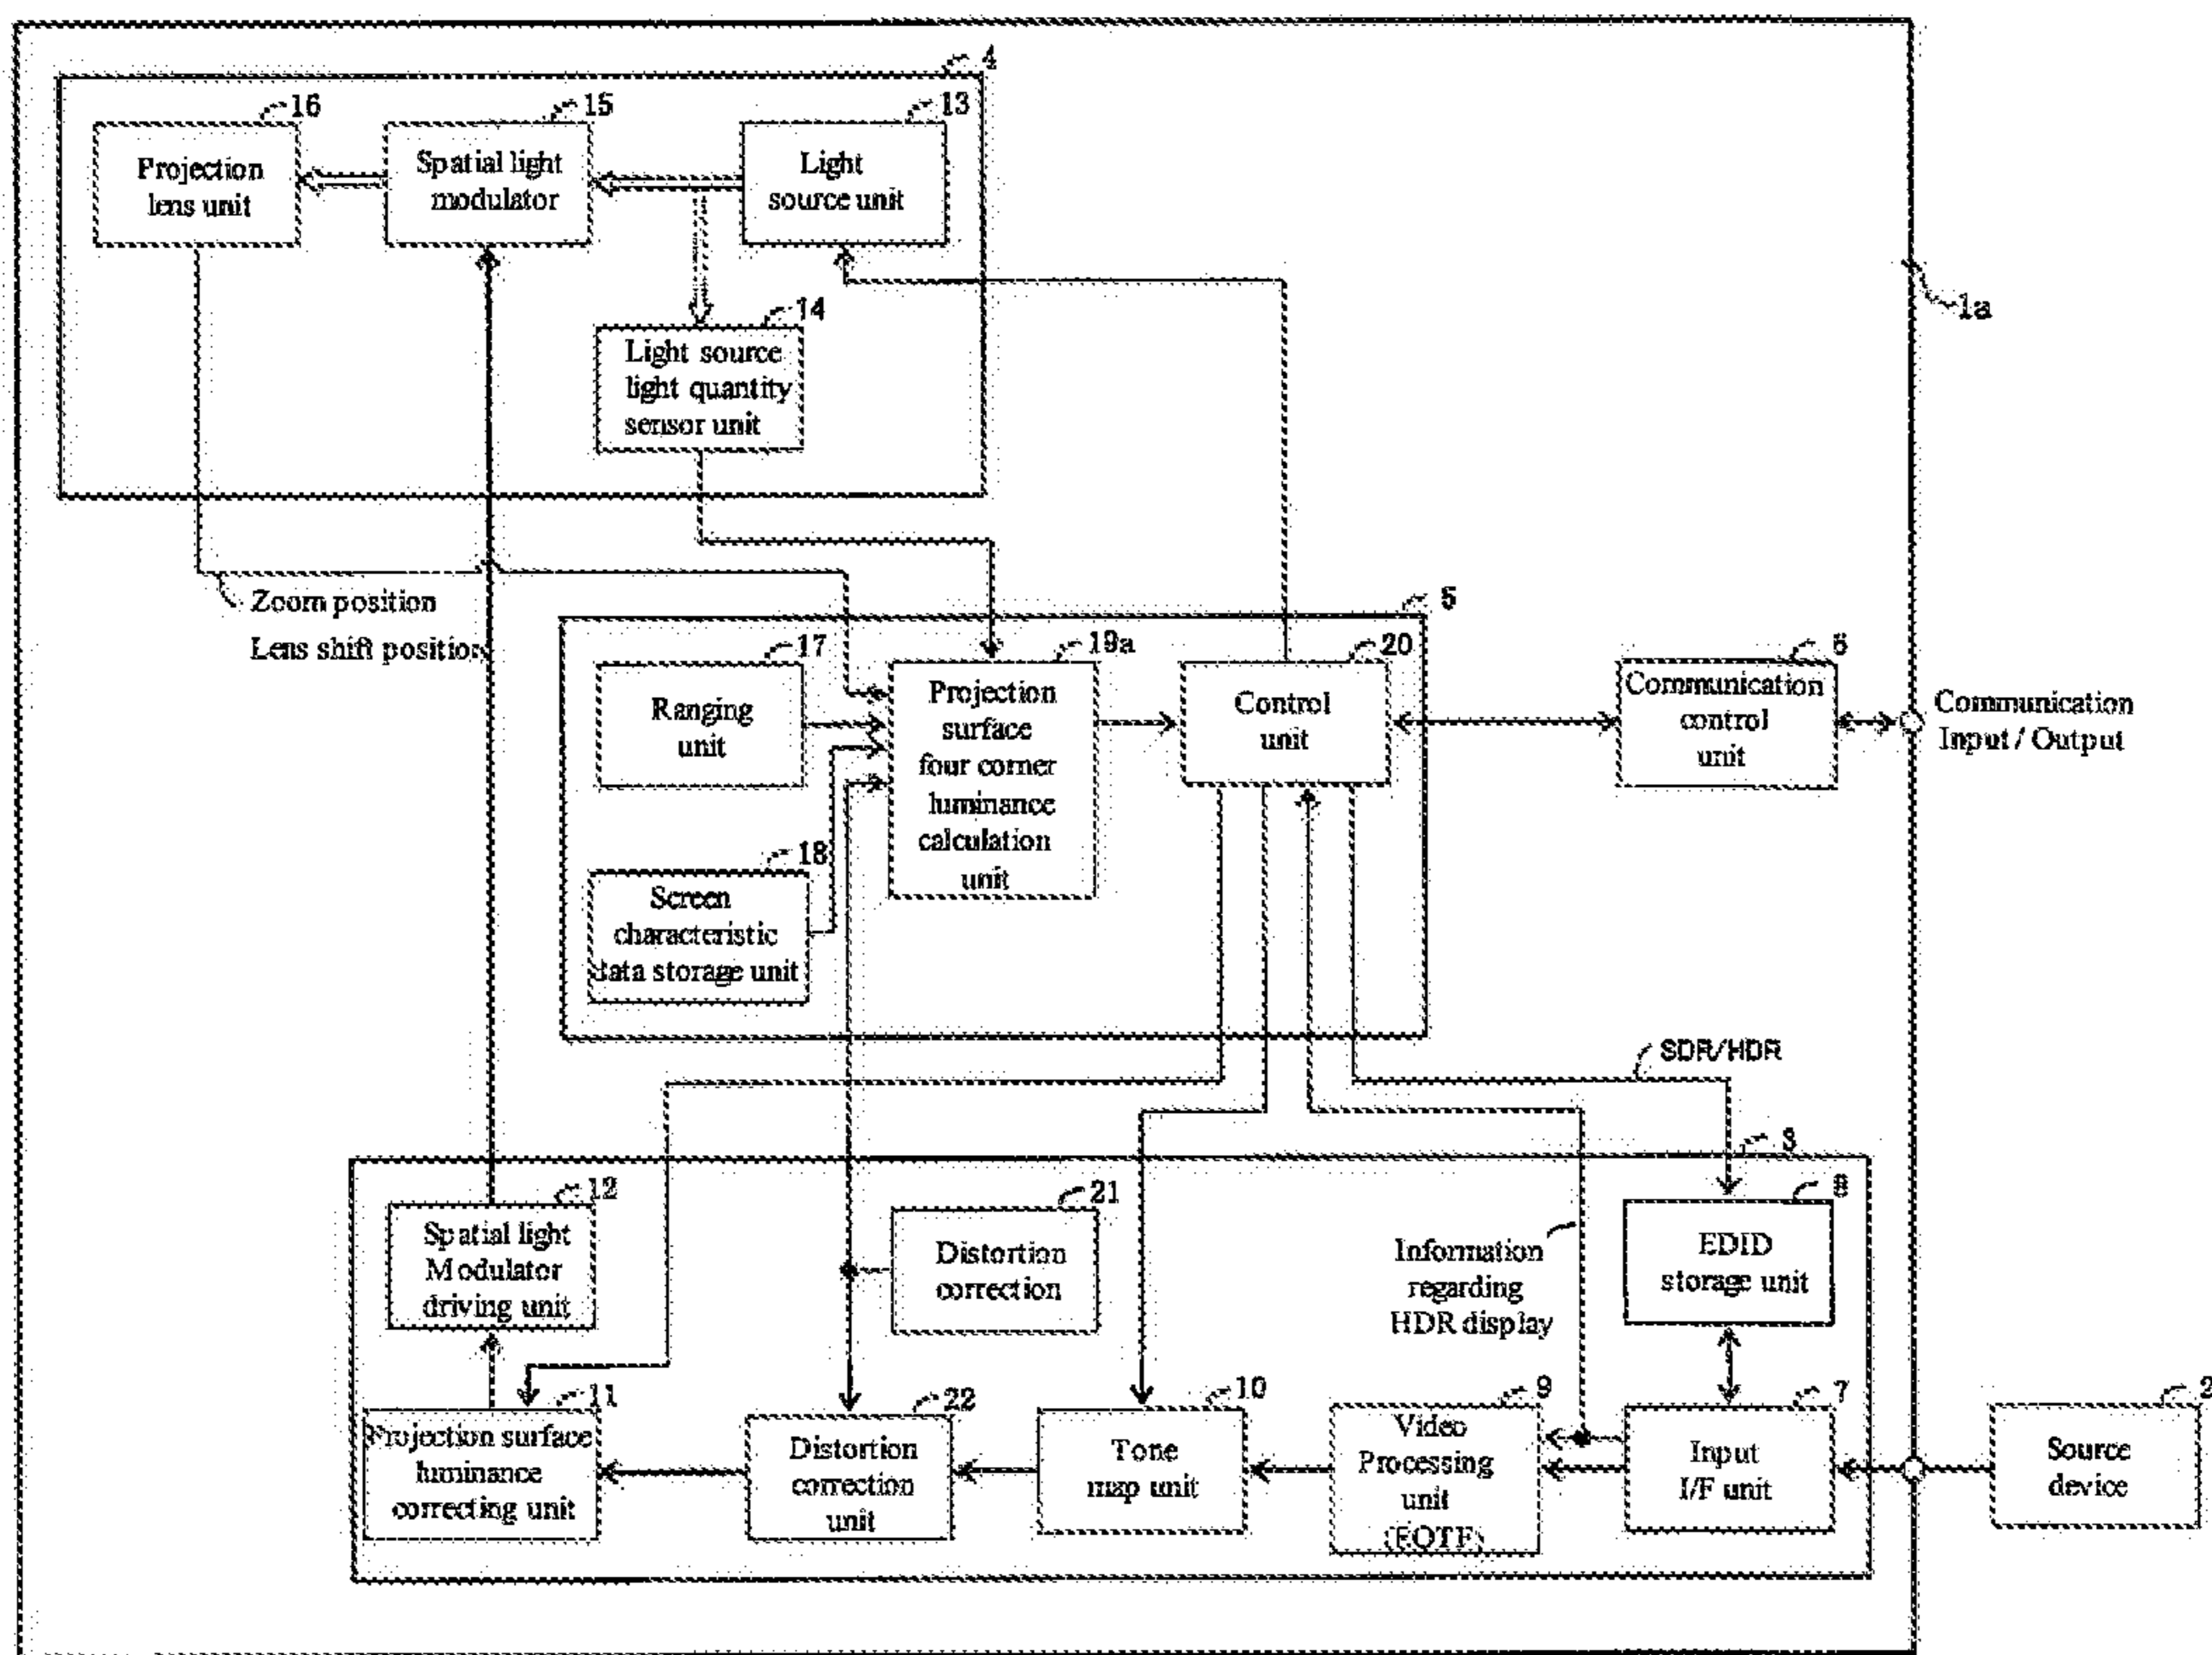 4
16
15
13
Projection
lens unit
Spatial light
modulator
Light
source unit
1a
14
Light source
light quantity
sensor unit
Zoom position
Lens shift position
5
17
19a
20
6
Ranging
unit
Projection
surface
four corner
luminance
calculation
unit
Control
unit
Communication
control
unit
Communication
Input / Output
18
Screen
characteristic
data storage unit
SDR/HDR
3
12
21
8
Spatial light
Modulator
driving unit
Distortion
correction
Information
regarding
HDR display
EDID
storage unit
11
22
10
9
7
2
Projection surface
luminance
correcting unit
Distortion
correction
unit
Tone
map unit
Video
Processing
unit
(EOTF)
Input
I/F unit
Source
device